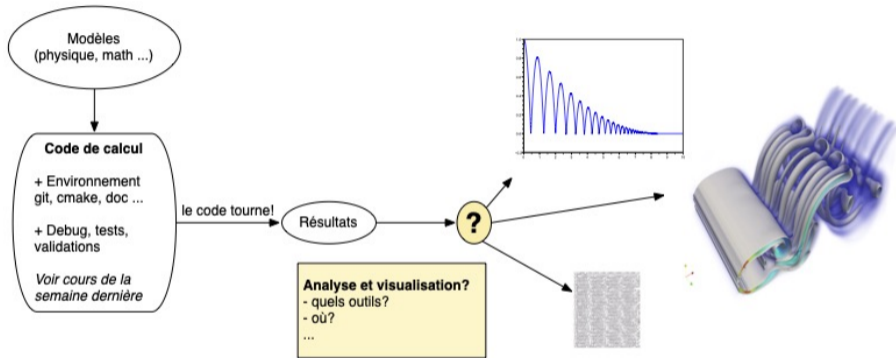 Modèles
(physique, math ...)
Code de calcul
+ Environnement
git, cmake, doc ...
+ Debug, tests,
validations
Voir cours de la
semaine dernière
le code tourne!
Résultats
?
Analyse et visualisation?
- quels outils?
- où?
...